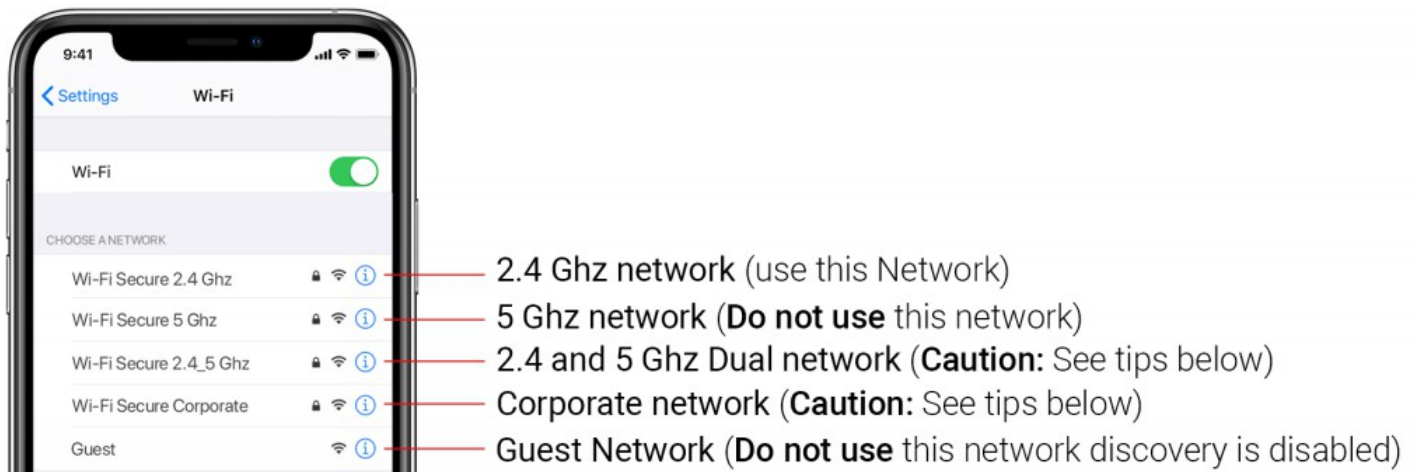 9:41
Settings
Wi-Fi
Wi-Fi
CHOOSE A NETWORK
Wi-Fi Secure 2.4 Ghz
2.4 Ghz network (use this Network)
Wi-Fi Secure 5 Ghz
5 Ghz network (Do not use this network)
Wi-Fi Secure 2.4_5 Ghz
2.4 and 5 Ghz Dual network (Caution: See tips below)
Wi-Fi Secure Corporate
Corporate network (Caution: See tips below)
Guest
Guest Network (Do not use this network discovery is disabled)